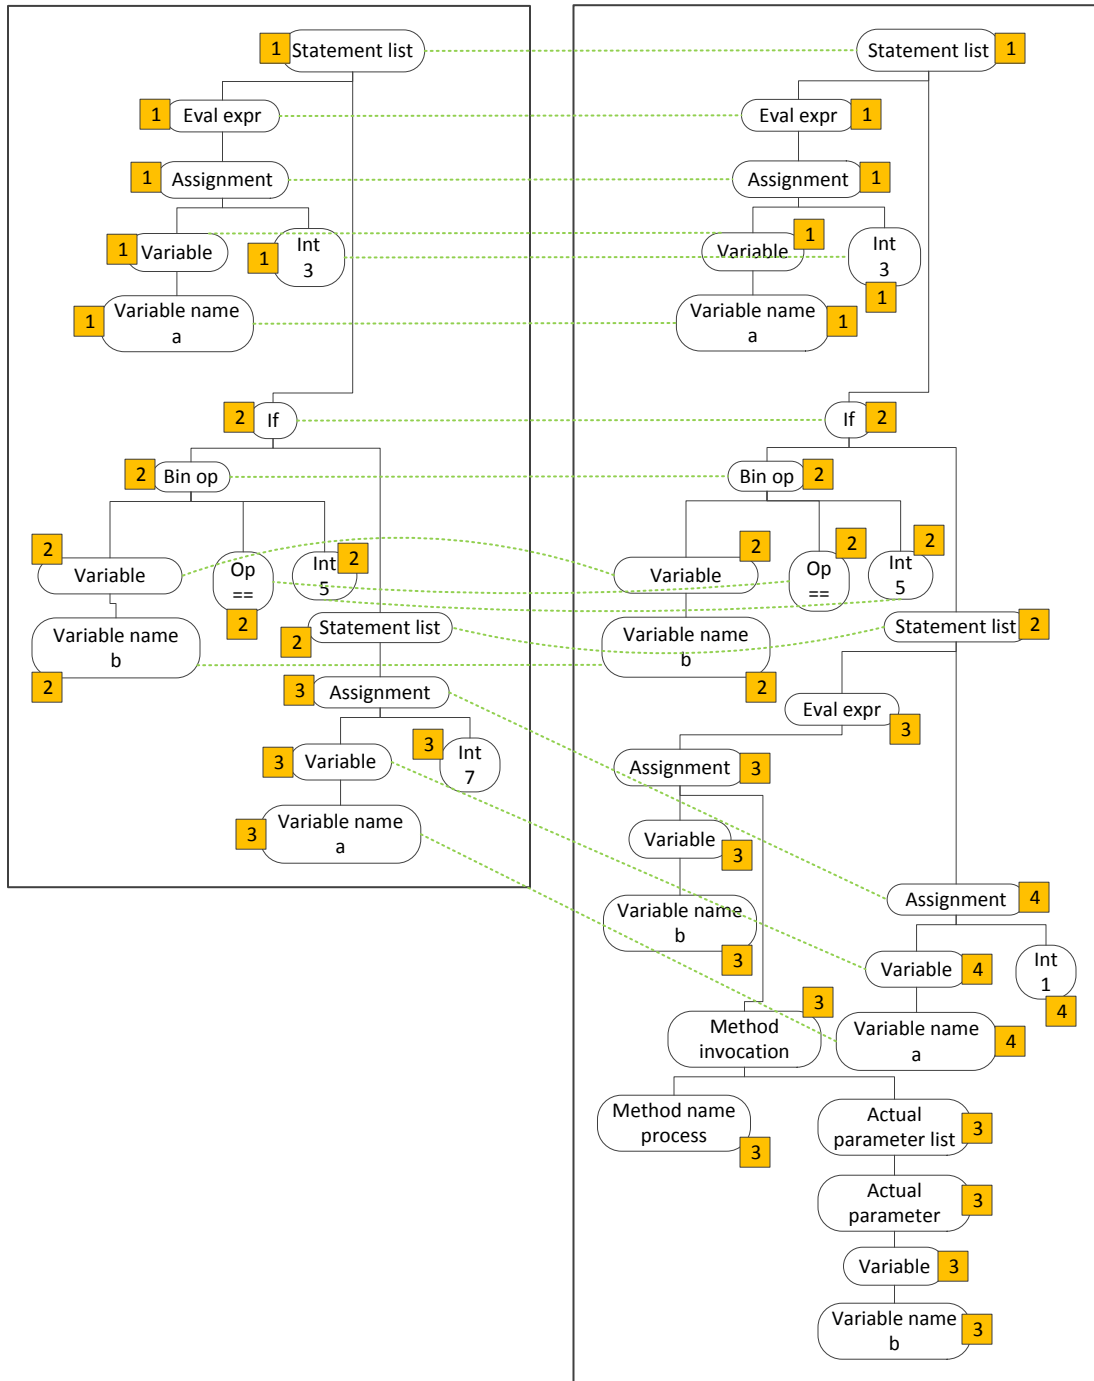 1 Statement list
1 Eval expr
1 Assignment
1 Variable
1 Int
3
1 Variable name
a
2 If
2 Bin op
2 Variable
Op
==
2
2 Int
5
Variable name
b
2
2 Statement list
3 Assignment
3 Variable
3 Int
7
3 Variable name
a
Statement list 1
Eval expr 1
Assignment 1
Variable 1
Int
3
1
Variable name 1
a
If 2
Bin op 2
Variable 2
Op 2
==
Int 2
5
Variable name
b 2
Statement list 2
Eval expr 3
Assignment 3
Variable 3
Variable name
b 3
Assignment 4
Variable 4
Int
1
4
Variable name 4
a
3
Method
invocation
Method name
process 3
Actual
parameter list 3
Actual
parameter 3
Variable 3
Variable name 3
b